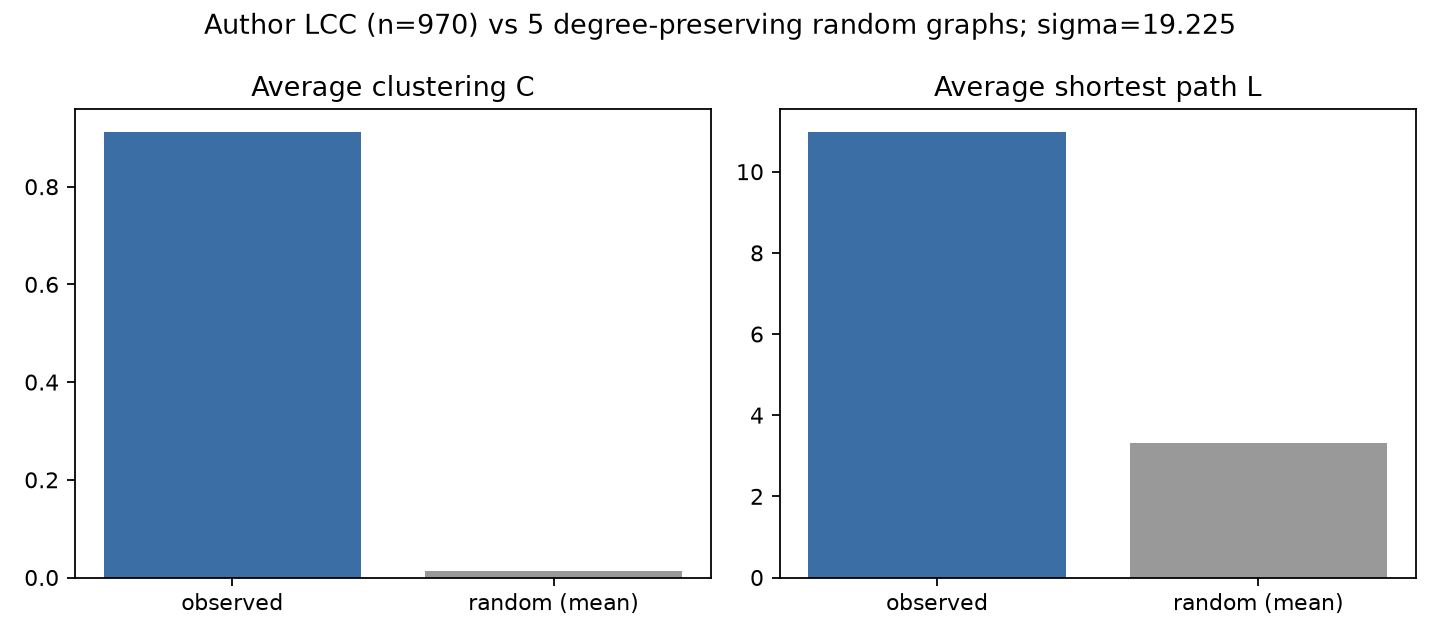 Author LCC (n=970) vs 5 degree-preserving random graphs; sigma=19.225
Average clustering C
0.8
0.6
0.4
0.2
0.0
observed
random (mean)
Average shortest path L
10
8
6
4
2
0
observed
random (mean)